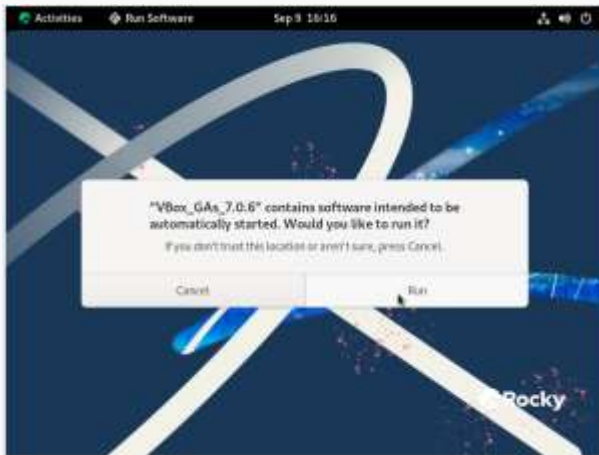 Activities Run Software Sep 9 16:16
"VBox_GAs_7.0.6" contains software intended to be
automatically started. Would you like to run it?
If you don't trust this location or aren't sure, press Cancel.
Cancel Run
Rocky